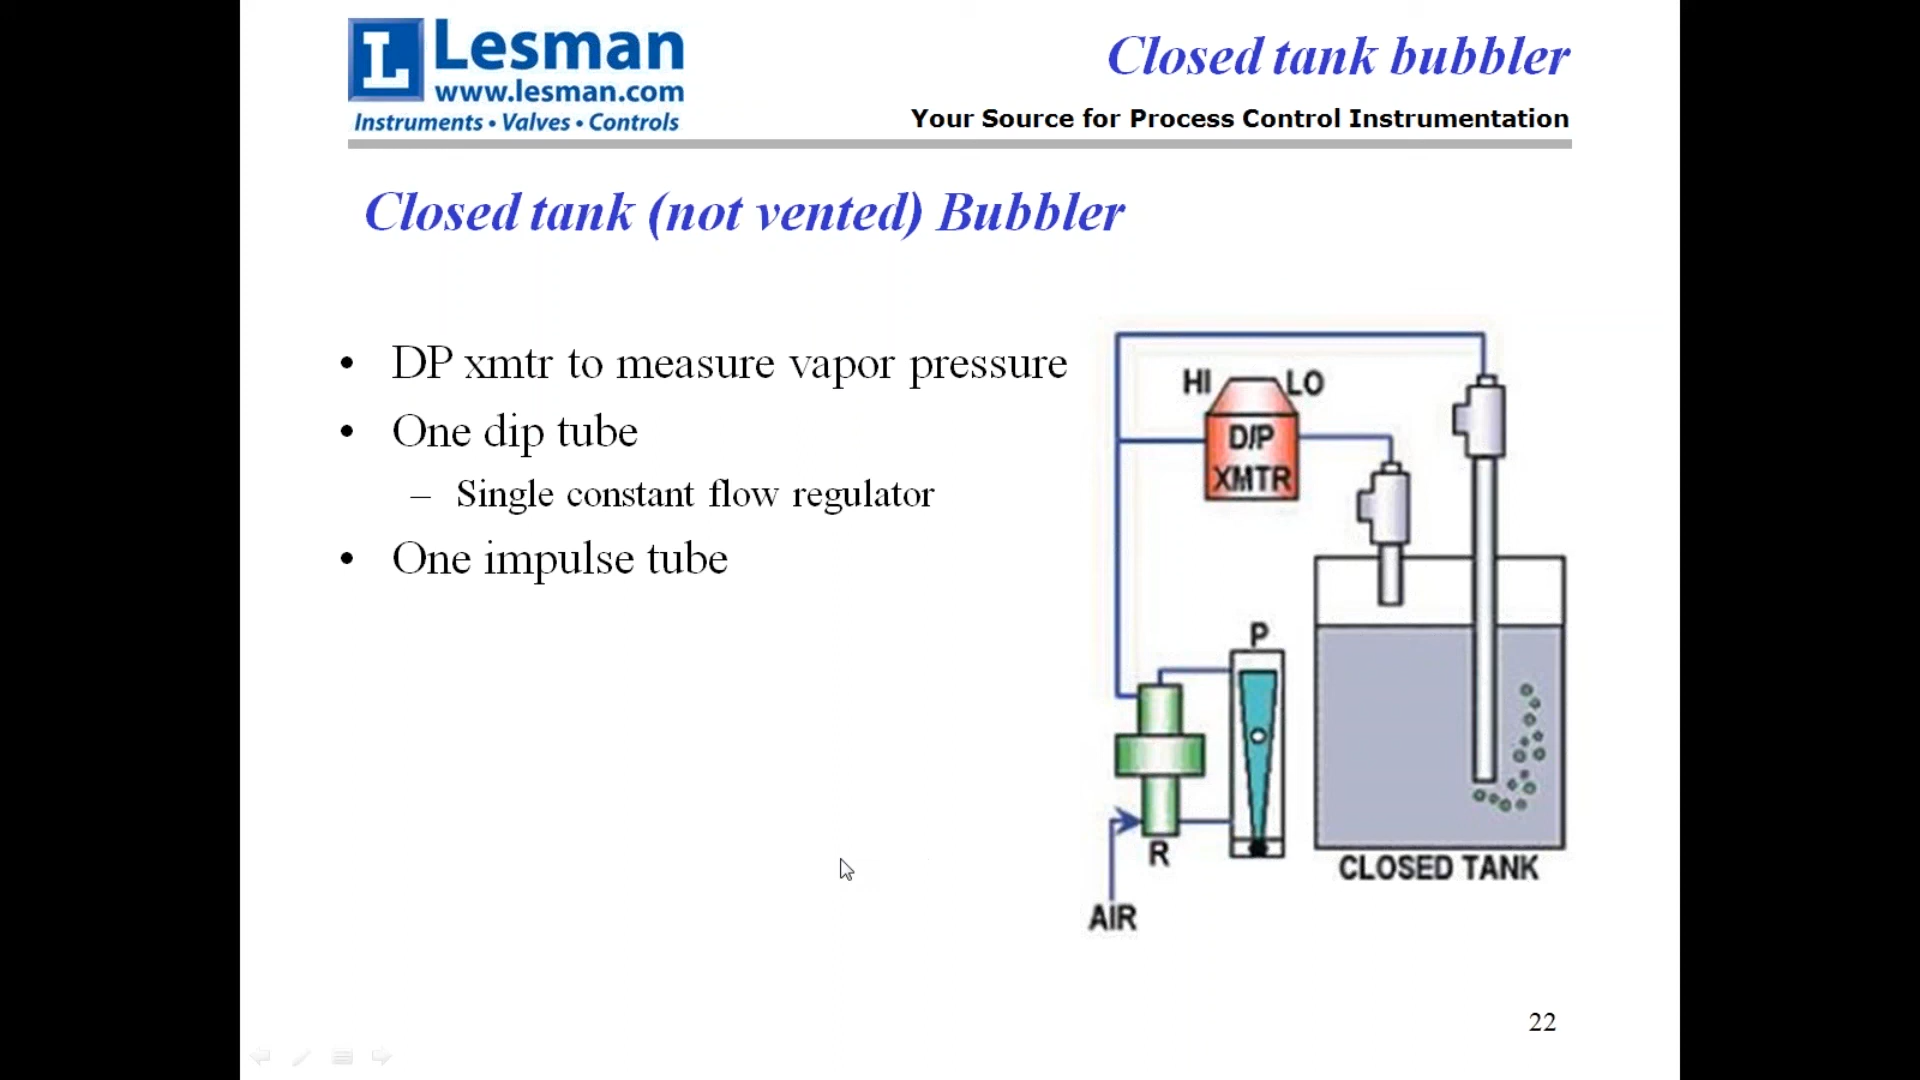 L Lesman
www.lesman.com
Instruments • Valves • Controls
Closed tank bubbler
Your Source for Process Control Instrumentation
Closed tank (not vented) Bubbler
• DP xmtr to measure vapor pressure
• One dip tube
– Single constant flow regulator
• One impulse tube
HI LO
D/P
XMTR
P
R
CLOSED TANK
AIR
22